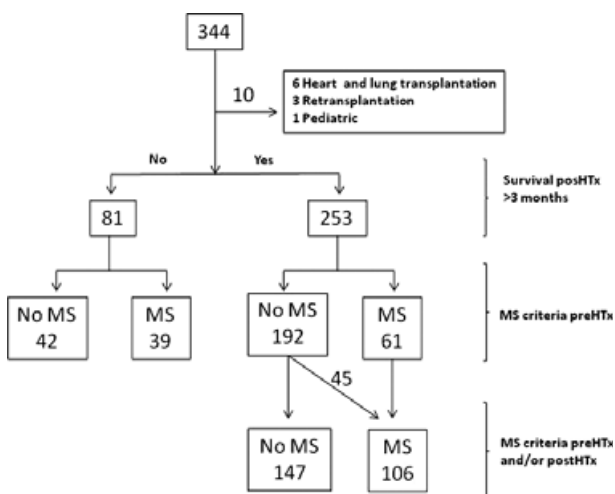 344
10
6 Heart and lung transplantation
3 Retransplantation
1 Pediatric
No
Yes
Survival posHTx
>3 months
81
253
No MS
42
MS
39
No MS
192
MS
61
MS criteria preHTx
45
No MS
147
MS
106
MS criteria preHTx
and/or postHTx